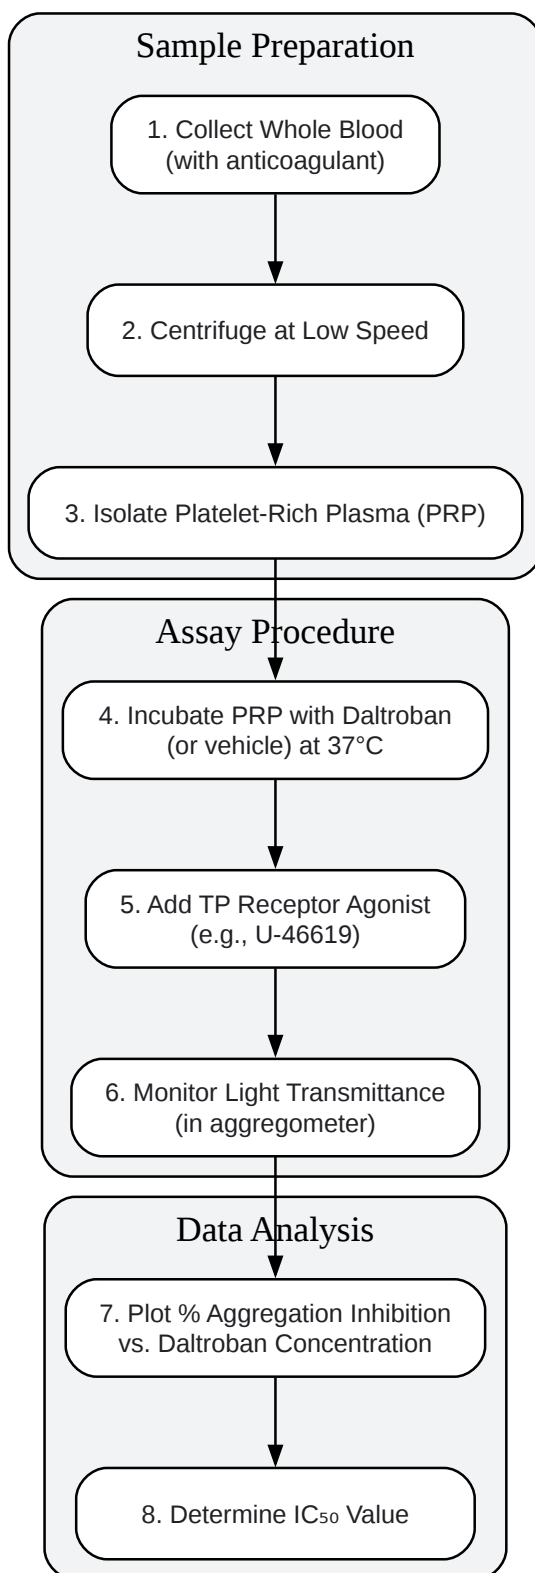 Sample Preparation
1. Collect Whole Blood
(with anticoagulant)
2. Centrifuge at Low Speed
3. Isolate Platelet-Rich Plasma (PRP)
Assay Procedure
4. Incubate PRP with Daltroban
(or vehicle) at 37°C
5. Add TP Receptor Agonist
(e.g., U-46619)
6. Monitor Light Transmittance
(in aggregometer)
Data Analysis
7. Plot % Aggregation Inhibition
vs. Daltroban Concentration
8. Determine IC₅₀ Value